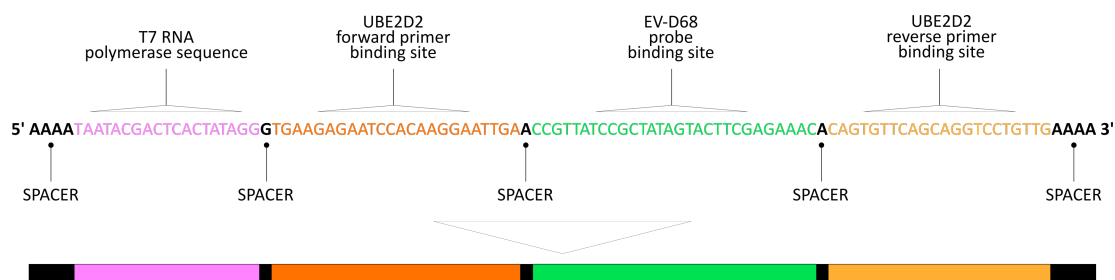 T7 RNA
polymerase sequence
UBE2D2
forward primer
binding site
EV-D68
probe
binding site
UBE2D2
reverse primer
binding site
5' AAAATAATACGACTCACTATAGGGTGAAGAGAATCCACAAGGAATTGAACCGTTATCCGCTATAGTACTTCGAGAAACACAGTGTTCAGCAGGTCCTGTTGAAAA 3'
SPACER SPACER SPACER SPACER SPACER